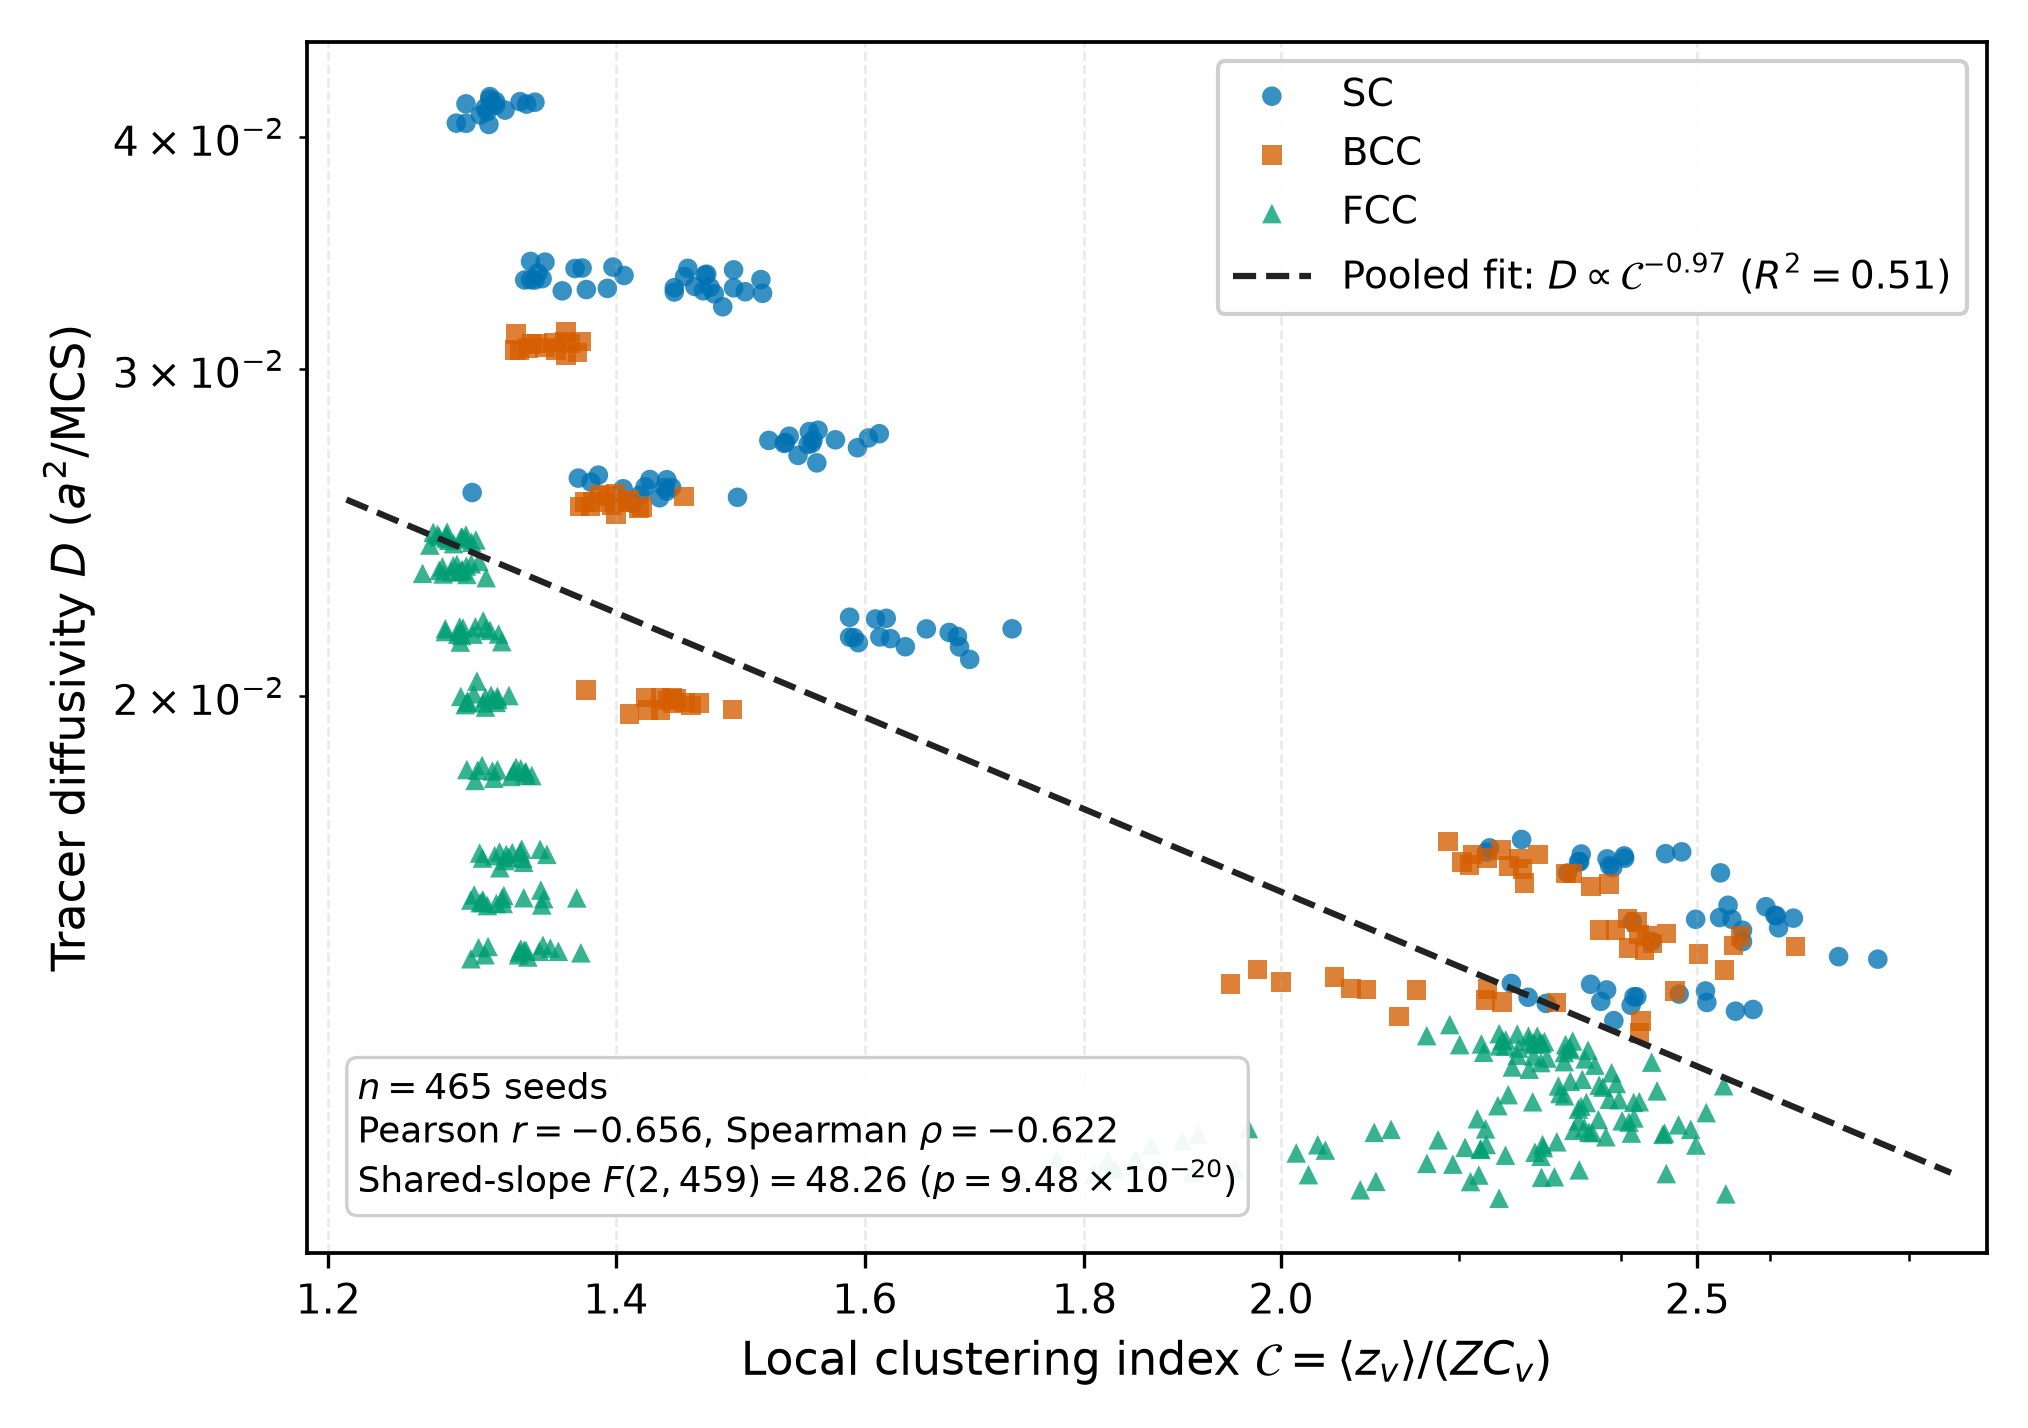 SC
BCC
FCC
Pooled fit: D ∝ 𝒞^{−0.97} (R² = 0.51)
4 × 10⁻²
3 × 10⁻²
2 × 10⁻²
Tracer diffusivity D (a²/MCS)
n = 465 seeds
Pearson r = −0.656, Spearman ρ = −0.622
Shared-slope F(2, 459) = 48.26 (p = 9.48 × 10⁻²⁰)
1.2 1.4 1.6 1.8 2.0 2.5
Local clustering index 𝒞 = ⟨z_v⟩/(ZC_v)